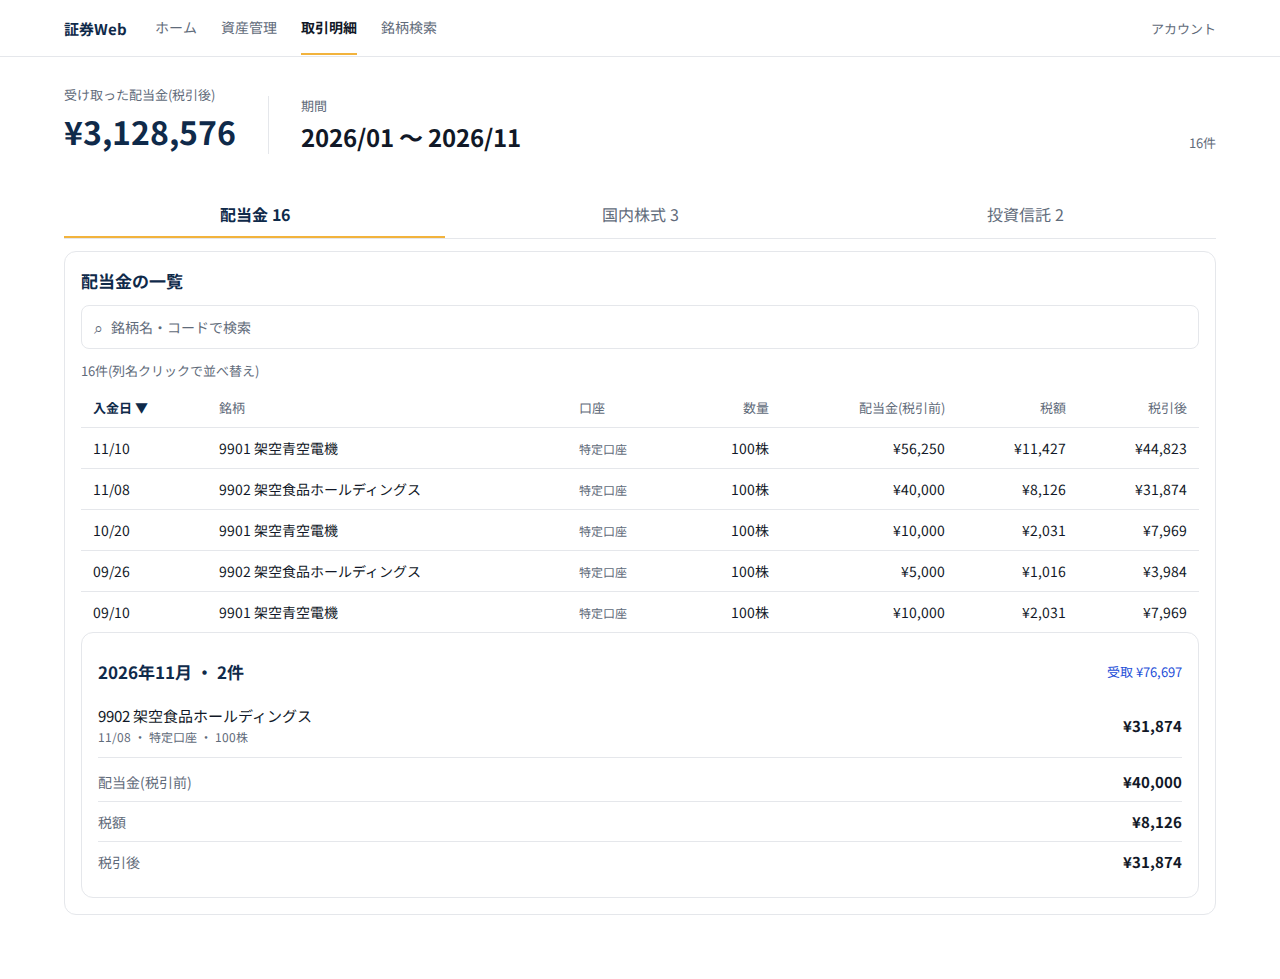 証券Web ホーム 資産管理 取引明細 銘柄検索 アカウント
受け取った配当金(税引後)
¥3,128,576
期間
2026/01 〜 2026/11
16件
配当金 16 国内株式 3 投資信託 2
配当金の一覧
⌕ 銘柄名・コードで検索
16件(列名クリックで並べ替え)
入金日 ▼ 銘柄 口座 数量 配当金(税引前) 税額 税引後
11/10 9901 架空青空電機 特定口座 100株 ¥56,250 ¥11,427 ¥44,823
11/08 9902 架空食品ホールディングス 特定口座 100株 ¥40,000 ¥8,126 ¥31,874
10/20 9901 架空青空電機 特定口座 100株 ¥10,000 ¥2,031 ¥7,969
09/26 9902 架空食品ホールディングス 特定口座 100株 ¥5,000 ¥1,016 ¥3,984
09/10 9901 架空青空電機 特定口座 100株 ¥10,000 ¥2,031 ¥7,969
2026年11月 ・ 2件 受取 ¥76,697
9902 架空食品ホールディングス
11/08 ・ 特定口座 ・ 100株 ¥31,874
配当金(税引前) ¥40,000
税額 ¥8,126
税引後 ¥31,874